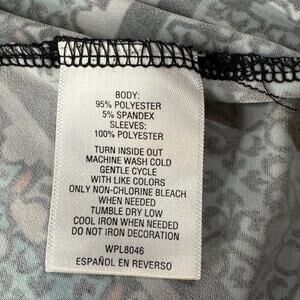 BODY:
95% POLYESTER
5% SPANDEX
SLEEVES:
100% POLYESTER
TURN INSIDE OUT
MACHINE WASH COLD
GENTLE CYCLE
WITH LIKE COLORS
ONLY NON-CHLORINE BLEACH
WHEN NEEDED
TUMBLE DRY LOW
COOL IRON WHEN NEEDED
DO NOT IRON DECORATION
WPL8046
ESPAÑOL EN REVERSO